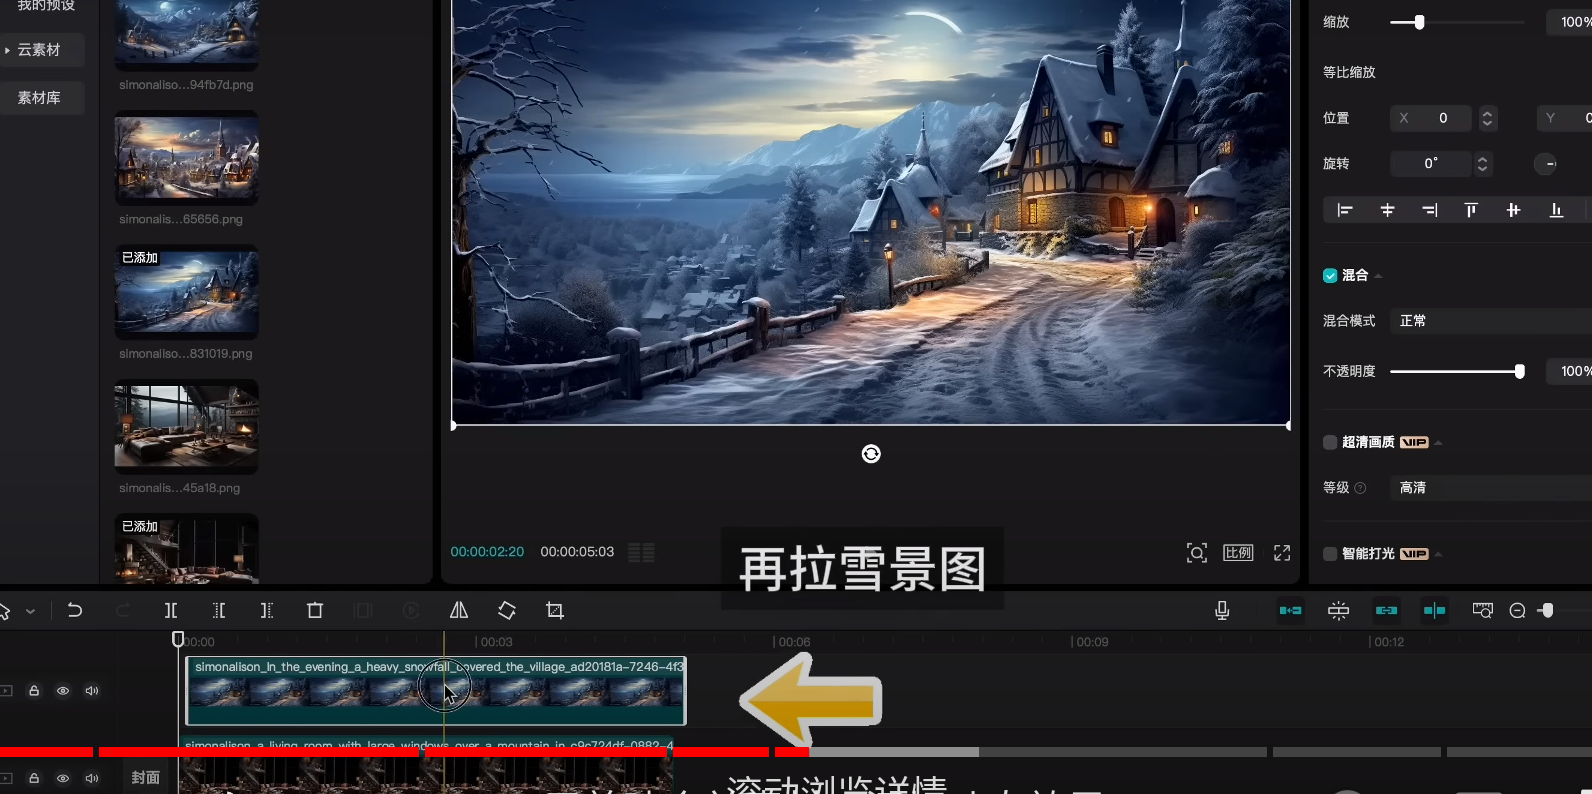 我的预设
云素材
素材库
simonaliso...94fb7d.png
simonalis...65656.png
已添加
simonaliso...831019.png
simonalis...45a18.png
已添加
缩放
100%
等比缩放
位置
X 0
Y 0
旋转
0°
混合
混合模式
正常
不透明度
100%
超清画质 VIP
等级
高清
智能打光 VIP
00:00:02:20 00:00:05:03
比例
再拉雪景图
00:00
00:03
00:06
00:09
00:12
simonalison_In_the_evening_a_heavy_snowfall_covered_the_village_ad20181a-7246-4f3
simonalison_a_living_room_with_large_windows_over_a_mountain_in_c9c724df-0882-4
封面
滚动浏览详情